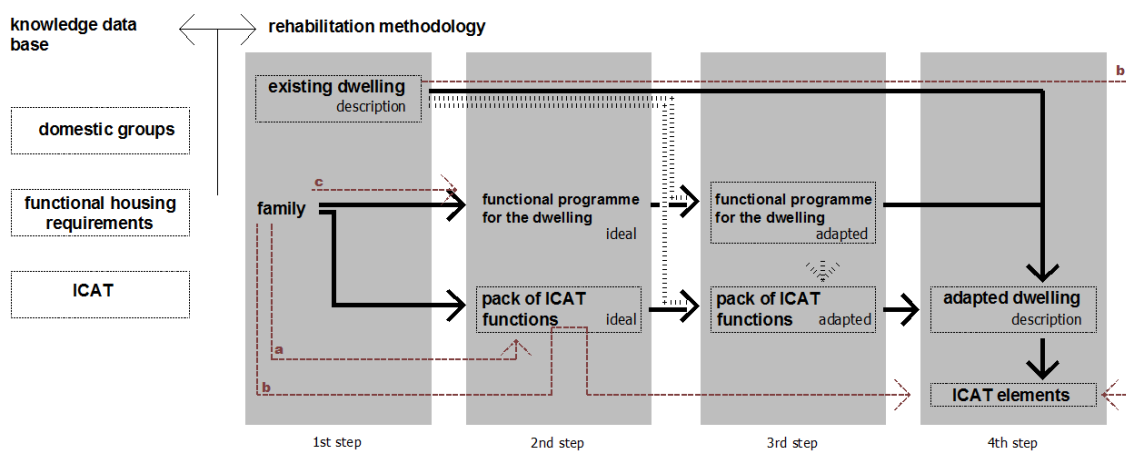 knowledge data
base
rehabilitation methodology
domestic groups
functional housing
requirements
ICAT
existing dwelling
description
b
c
family
functional programme
for the dwelling
ideal
functional programme
for the dwelling
adapted
pack of ICAT
functions
ideal
pack of ICAT
functions
adapted
adapted dwelling
description
a
b
ICAT elements
1st step
2nd step
3rd step
4th step